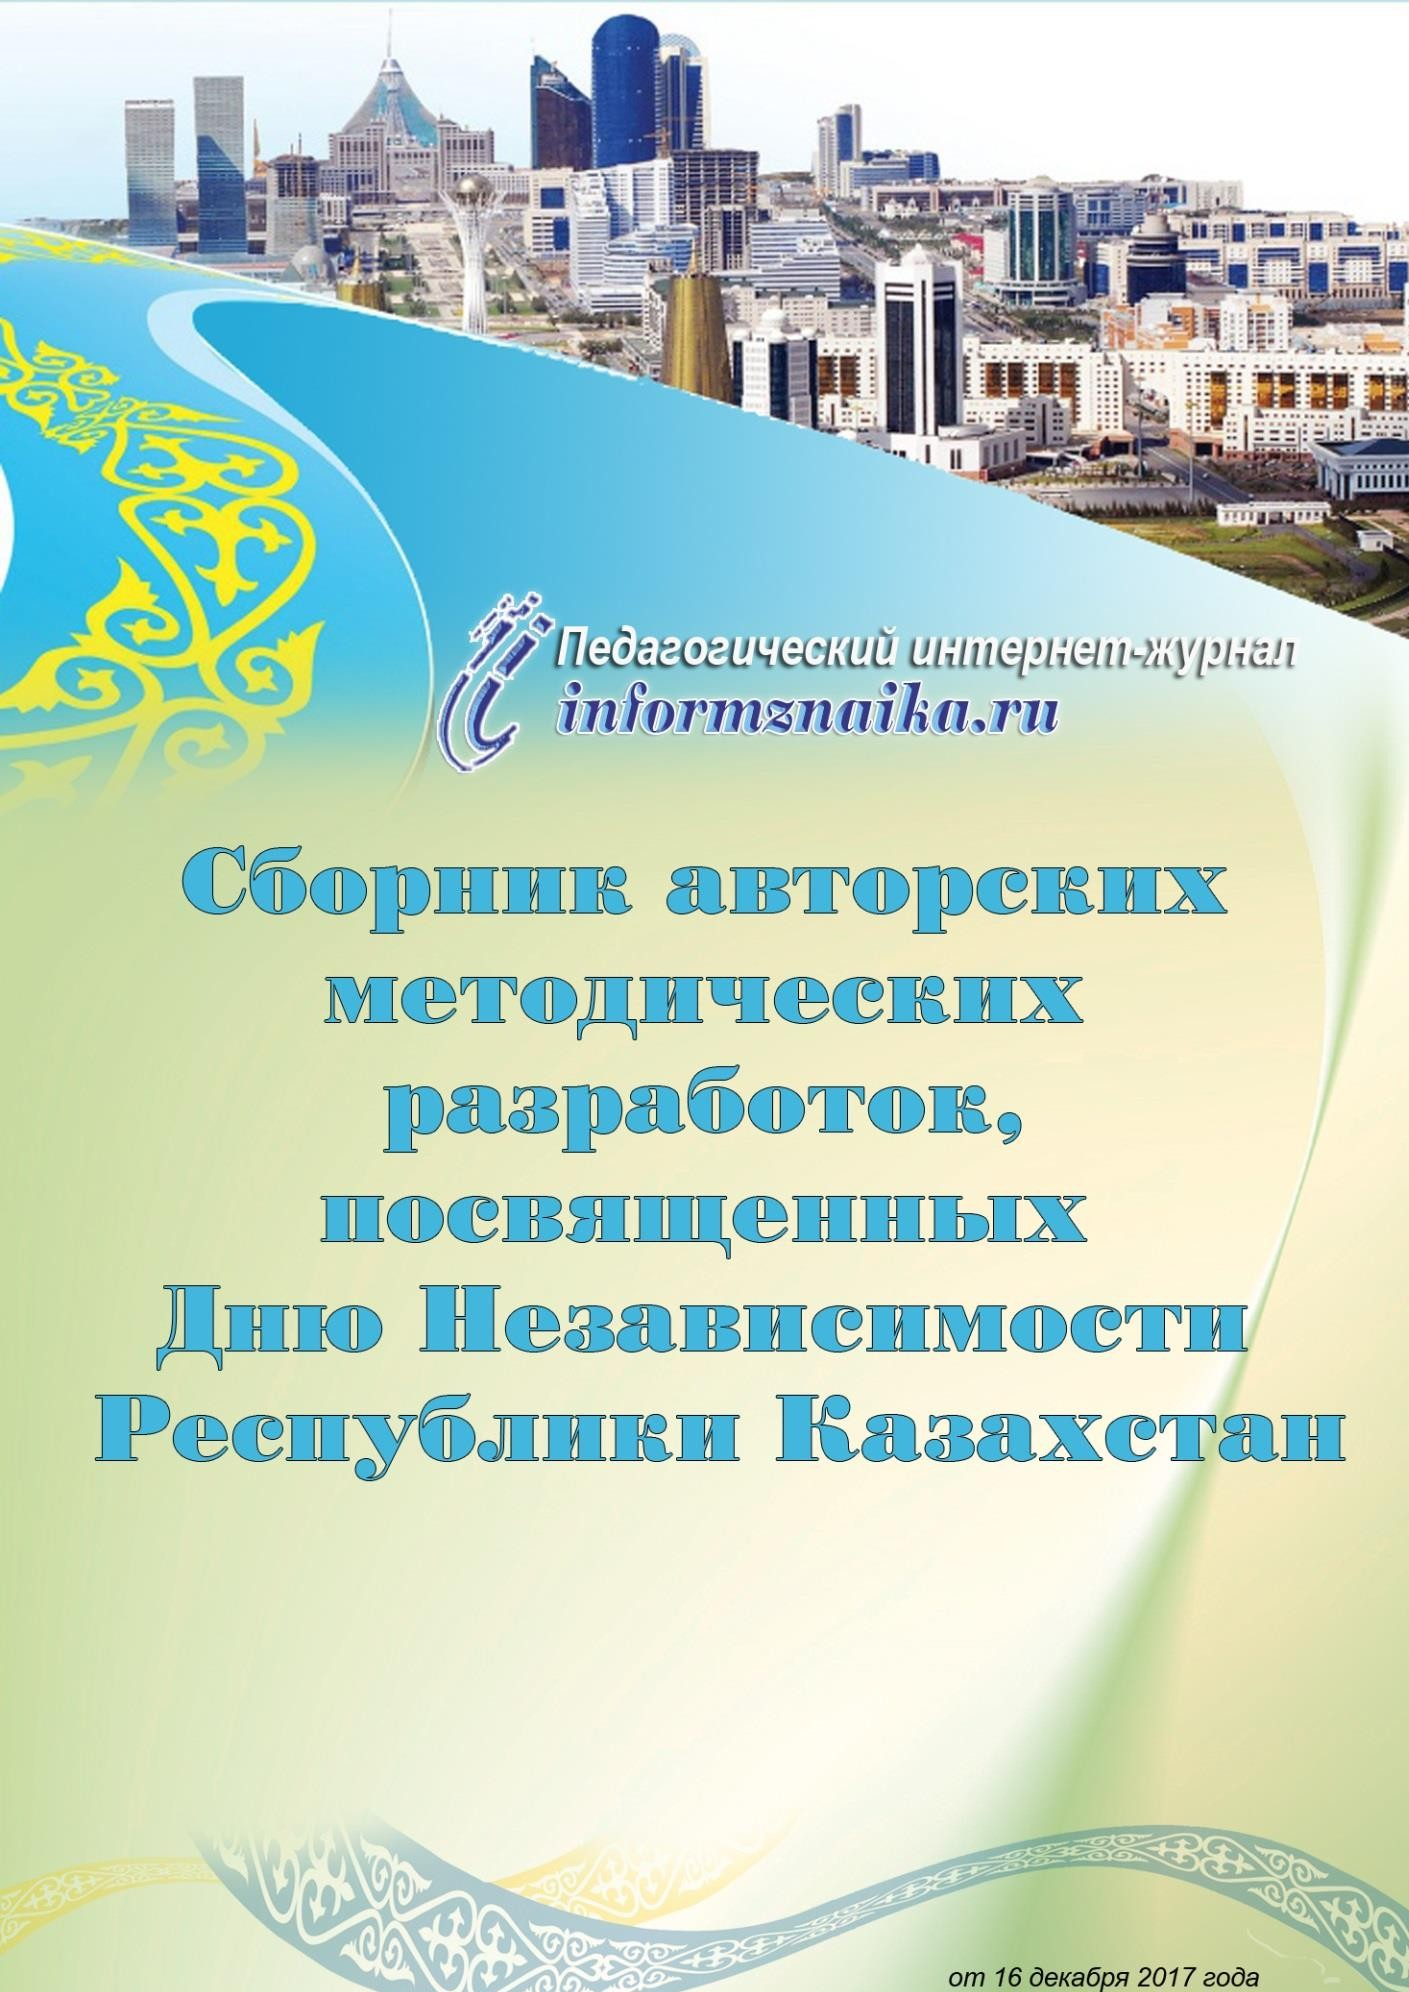 Педагогический интернет-журнал
informznaika.ru
Сборник авторских
методических
разработок,
посвященных
Дню Независимости
Республики Казахстан
от 16 декабря 2017 года